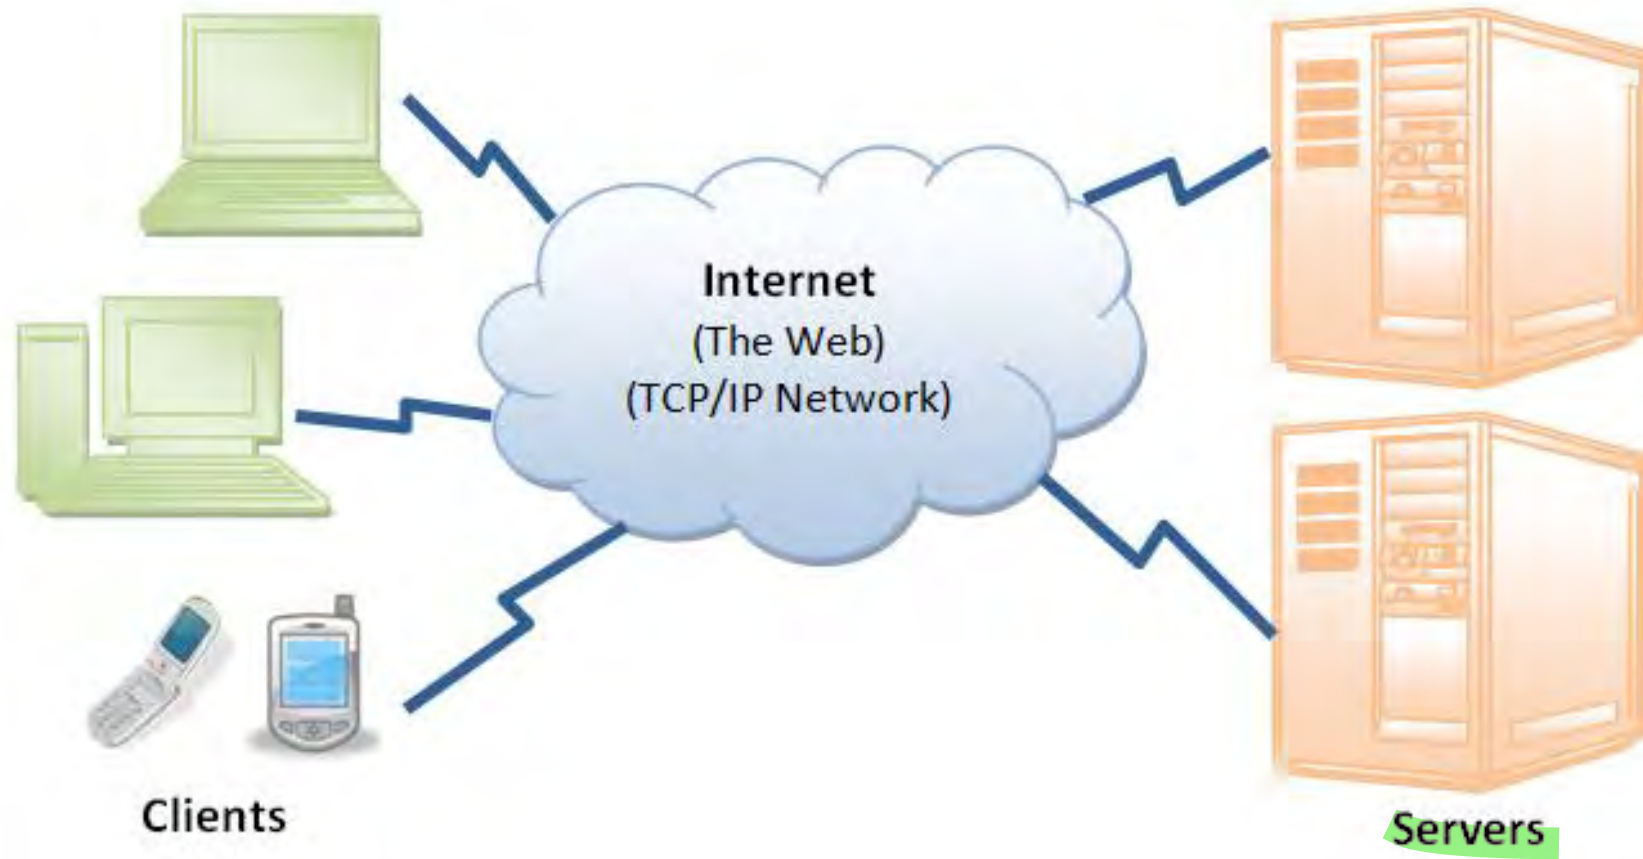 Internet
(The Web)
(TCP/IP Network)
Clients
Servers